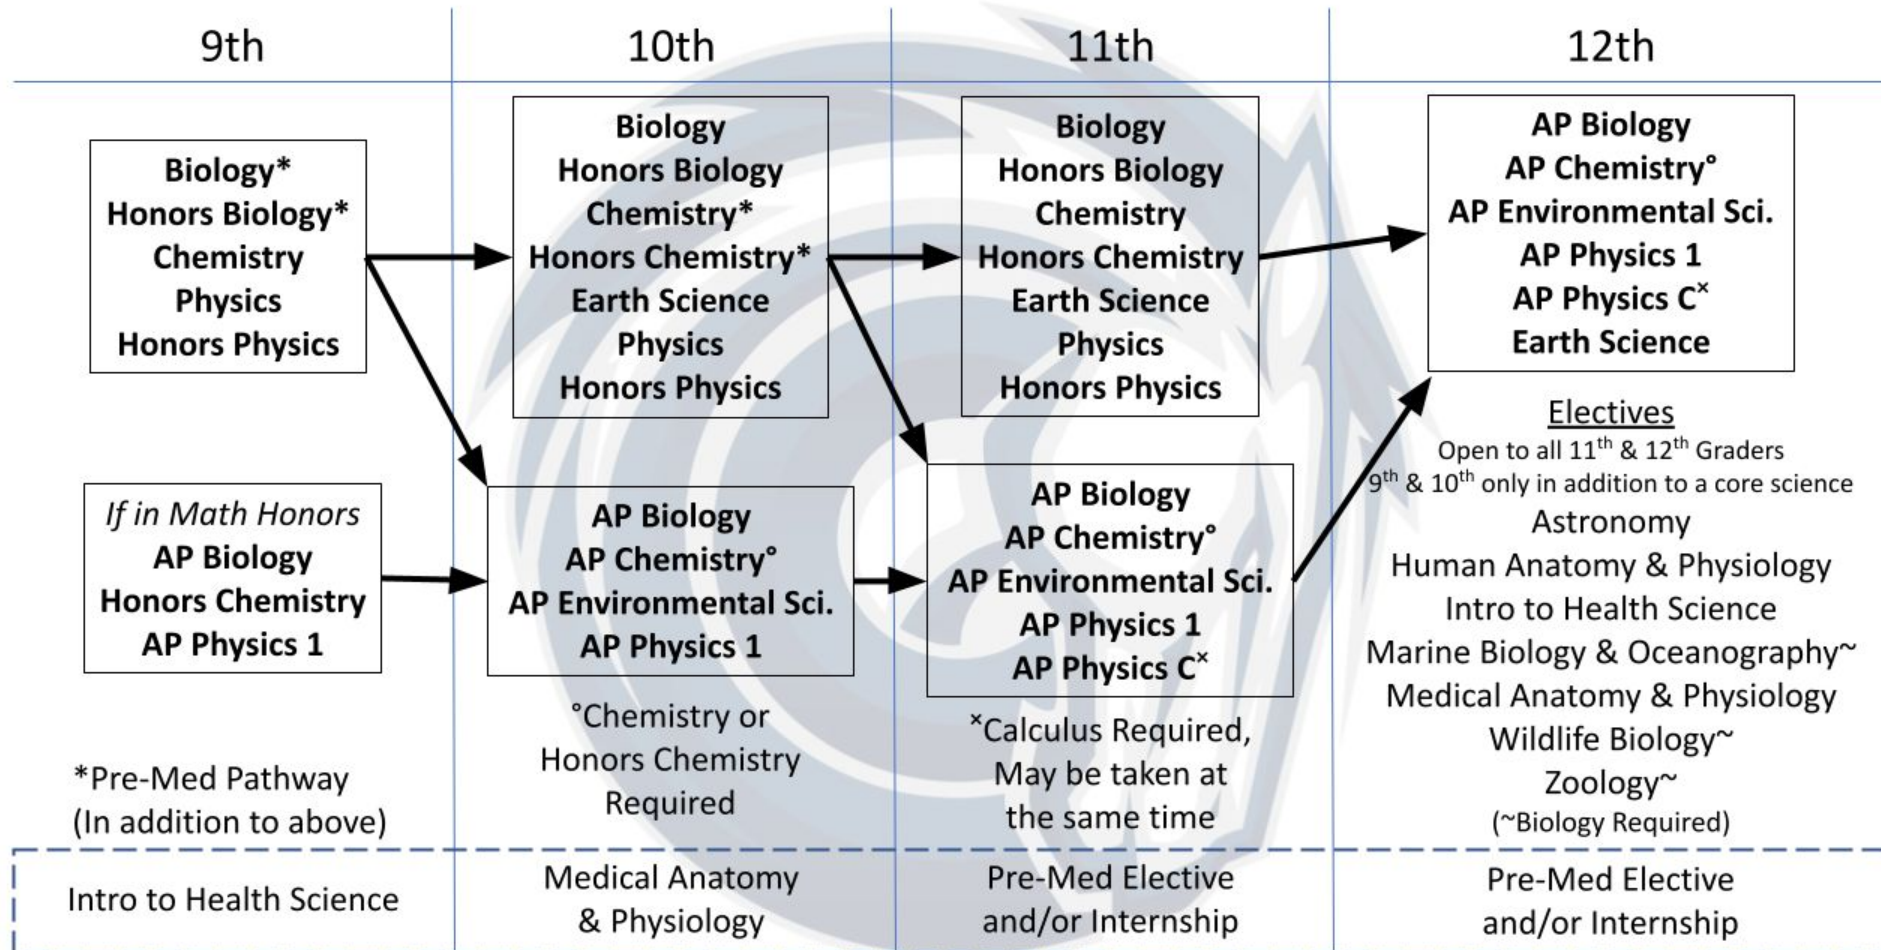 9th
10th
11th
12th
Biology*
Honors Biology*
Chemistry
Physics
Honors Physics
If in Math Honors
AP Biology
Honors Chemistry
AP Physics 1
*Pre-Med Pathway
(In addition to above)
Intro to Health Science
Biology
Honors Biology
Chemistry*
Honors Chemistry*
Earth Science
Physics
Honors Physics
AP Biology
AP Chemistry°
AP Environmental Sci.
AP Physics 1
°Chemistry or
Honors Chemistry
Required
Medical Anatomy
& Physiology
Biology
Honors Biology
Chemistry
Honors Chemistry
Earth Science
Physics
Honors Physics
AP Biology
AP Chemistry°
AP Environmental Sci.
AP Physics 1
AP Physics Cˣ
ˣCalculus Required,
May be taken at
the same time
Pre-Med Elective
and/or Internship
AP Biology
AP Chemistry°
AP Environmental Sci.
AP Physics 1
AP Physics Cˣ
Earth Science
Electives
Open to all 11th & 12th Graders
9th & 10th only in addition to a core science
Astronomy
Human Anatomy & Physiology
Intro to Health Science
Marine Biology & Oceanography~
Medical Anatomy & Physiology
Wildlife Biology~
Zoology~
(~Biology Required)
Pre-Med Elective
and/or Internship